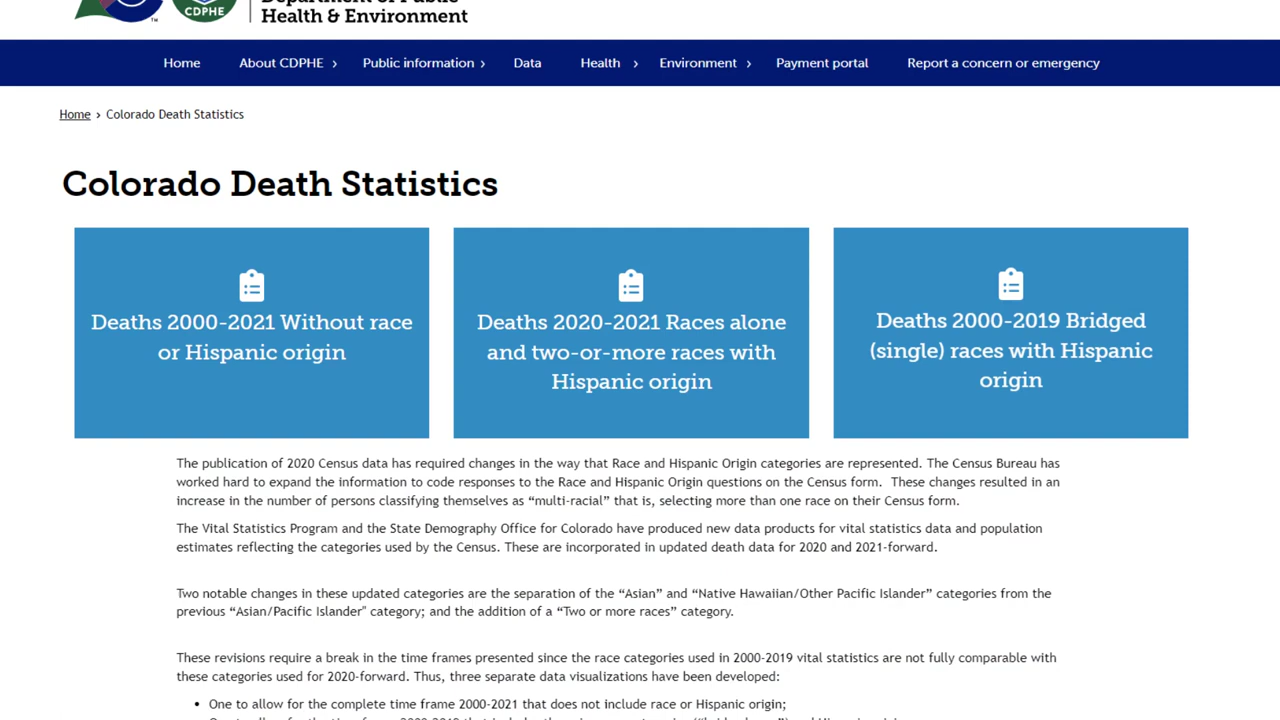 Department of Public
Health & Environment
CDPHE
TM
Home
About CDPHE
Public information
Data
Health
Environment
Payment portal
Report a concern or emergency
Home › Colorado Death Statistics
Colorado Death Statistics
Deaths 2000-2021 Without race
or Hispanic origin
Deaths 2020-2021 Races alone
and two-or-more races with
Hispanic origin
Deaths 2000-2019 Bridged
(single) races with Hispanic
origin
The publication of 2020 Census data has required changes in the way that Race and Hispanic Origin categories are represented. The Census Bureau has
worked hard to expand the information to code responses to the Race and Hispanic Origin questions on the Census form.  These changes resulted in an
increase in the number of persons classifying themselves as “multi-racial” that is, selecting more than one race on their Census form.
The Vital Statistics Program and the State Demography Office for Colorado have produced new data products for vital statistics data and population
estimates reflecting the categories used by the Census. These are incorporated in updated death data for 2020 and 2021-forward.
Two notable changes in these updated categories are the separation of the “Asian” and “Native Hawaiian/Other Pacific Islander” categories from the
previous “Asian/Pacific Islander" category; and the addition of a “Two or more races” category.
These revisions require a break in the time frames presented since the race categories used in 2000-2019 vital statistics are not fully comparable with
these categories used for 2020-forward. Thus, three separate data visualizations have been developed:
• One to allow for the complete time frame 2000-2021 that does not include race or Hispanic origin;